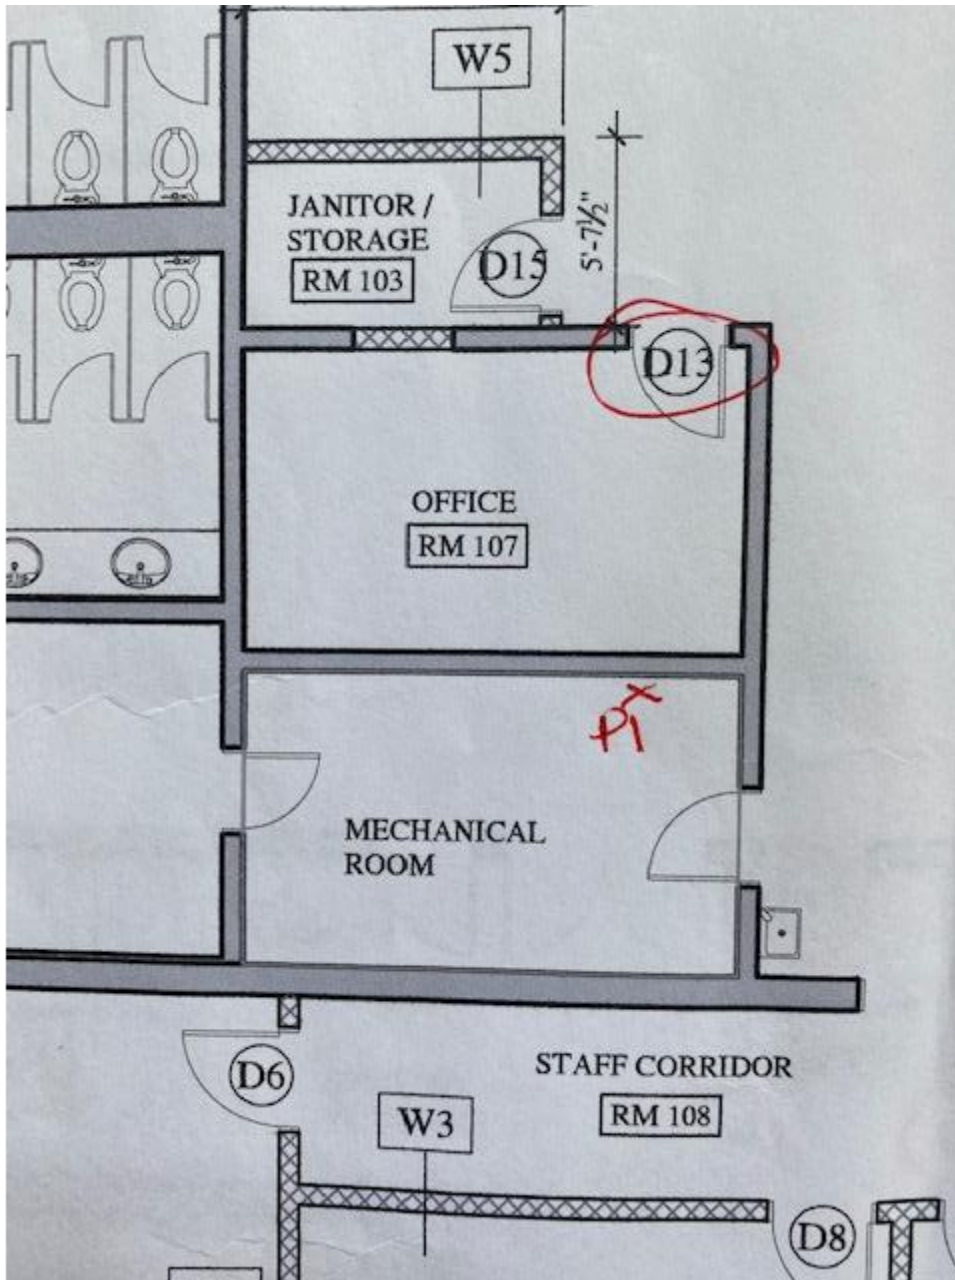 W5
JANITOR /
STORAGE
RM 103
D15
5'-7½"
D13
OFFICE
RM 107
P1
MECHANICAL
ROOM
D6
STAFF CORRIDOR
RM 108
W3
D8